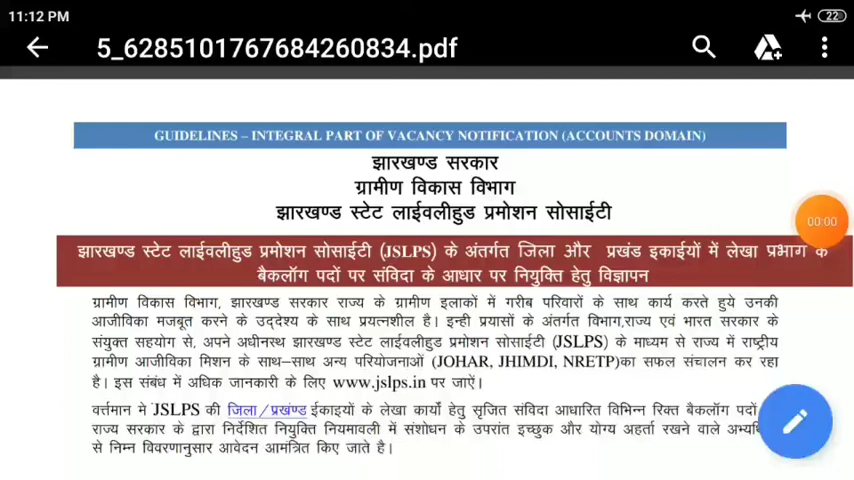 11:12 PM
22
5_6285101767684260834.pdf
GUIDELINES – INTEGRAL PART OF VACANCY NOTIFICATION (ACCOUNTS DOMAIN)
झारखण्ड सरकार
ग्रामीण विकास विभाग
झारखण्ड स्टेट लाईवलीहुड प्रमोशन सोसाईटी
00:00
झारखण्ड स्टेट लाईवलीहुड प्रमोशन सोसाईटी (JSLPS) के अंतर्गत जिला और प्रखंड इकाईयों में लेखा प्रभाग के
बैकलॉग पदों पर संविदा के आधार पर नियुक्ति हेतु विज्ञापन
ग्रामीण विकास विभाग, झारखण्ड सरकार राज्य के ग्रामीण इलाकों में गरीब परिवारों के साथ कार्य करते हुये उनकी
आजीविका मजबूत करने के उद्देश्य के साथ प्रयत्नशील है। इन्ही प्रयासों के अंतर्गत विभाग,राज्य एवं भारत सरकार के
संयुक्त सहयोग से, अपने अधीनस्थ झारखण्ड स्टेट लाईवलीहुड प्रमोशन सोसाईटी (JSLPS) के माध्यम से राज्य में राष्ट्रीय
ग्रामीण आजीविका मिशन के साथ–साथ अन्य परियोजनाओं (JOHAR, JHIMDI, NRETP)का सफल संचालन कर रहा
है। इस संबंध में अधिक जानकारी के लिए www.jslps.in पर जाऐं।
वर्त्तमान मे JSLPS की जिला/प्रखण्ड ईकाइयों के लेखा कार्यों हेतु सृजित संविदा आधारित विभिन्न रिक्त बैकलॉग पदों
राज्य सरकार के द्वारा निर्देशित नियुक्ति नियमावली में संशोधन के उपरांत इच्छुक और योग्य अहर्ता रखने वाले
से निम्न विवरणानुसार आवेदन आमंत्रित किए जाते है।